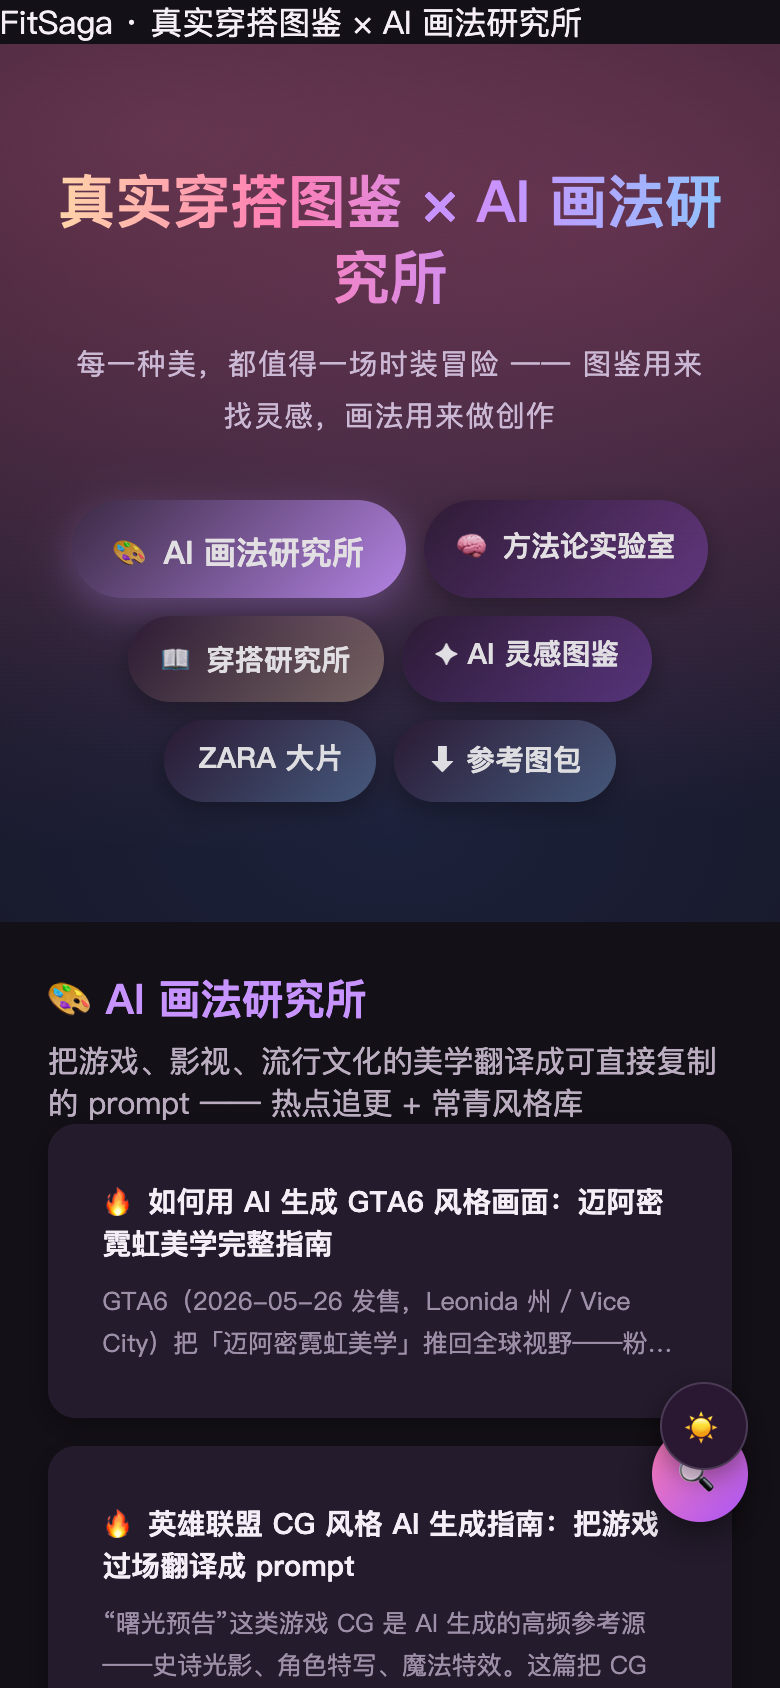 FitSaga · 真实穿搭图鉴 × AI 画法研究所
真实穿搭图鉴 × AI 画法研
究所
每一种美，都值得一场时装冒险 —— 图鉴用来
找灵感，画法用来做创作
🎨 AI 画法研究所
🧠 方法论实验室
📖 穿搭研究所
✦ AI 灵感图鉴
ZARA 大片
⬇ 参考图包
🎨 AI 画法研究所
把游戏、影视、流行文化的美学翻译成可直接复制
的 prompt —— 热点追更 + 常青风格库
🔥 如何用 AI 生成 GTA6 风格画面：迈阿密
霓虹美学完整指南
GTA6（2026-05-26 发售，Leonida 州 / Vice
City）把「迈阿密霓虹美学」推回全球视野——粉...
🔥 英雄联盟 CG 风格 AI 生成指南：把游戏
过场翻译成 prompt
“曙光预告”这类游戏 CG 是 AI 生成的高频参考源
——史诗光影、角色特写、魔法特效。这篇把 CG